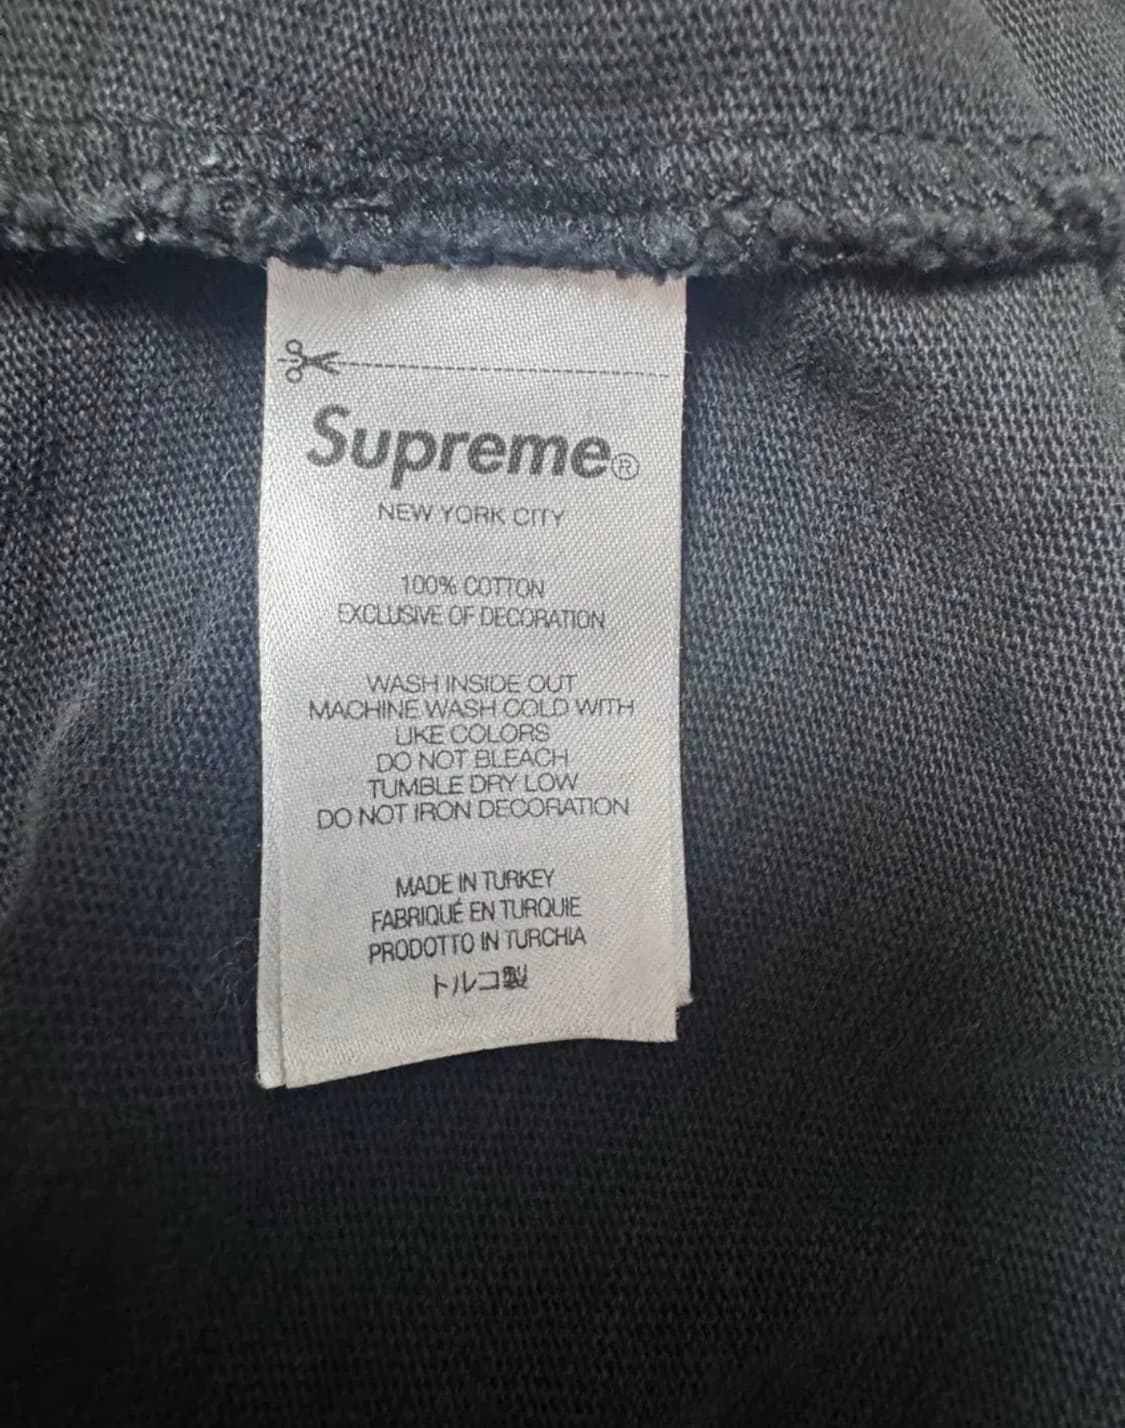 Supreme®
NEW YORK CITY
100% COTTON
EXCLUSIVE OF DECORATION
WASH INSIDE OUT
MACHINE WASH COLD WITH
LIKE COLORS
DO NOT BLEACH
TUMBLE DRY LOW
DO NOT IRON DECORATION
MADE IN TURKEY
FABRIQUÉ EN TURQUIE
PRODOTTO IN TURCHIA
トルコ製